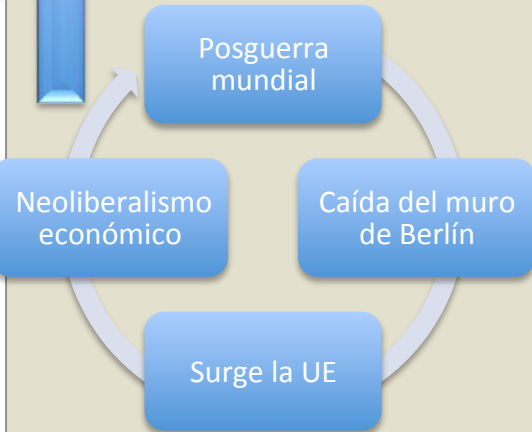 Posguerra
mundial
Caída del muro
de Berlín
Surge la UE
Neoliberalismo
económico